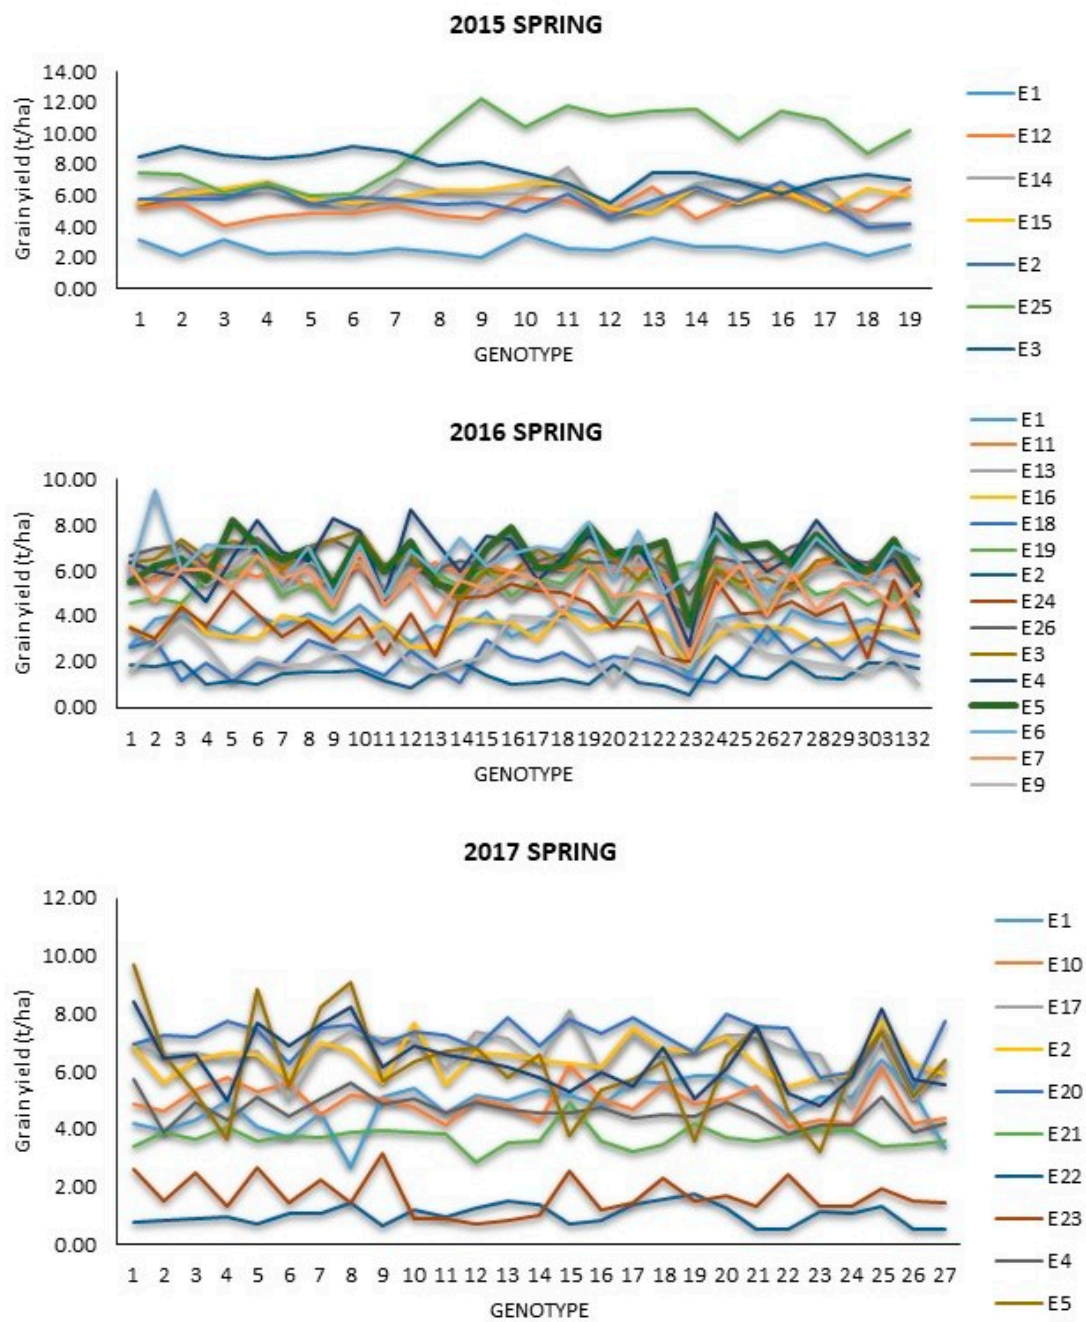 2015 SPRING
Grain yield (t/ha)
14.00
12.00
10.00
8.00
6.00
4.00
2.00
0.00
1 2 3 4 5 6 7 8 9 10 11 12 13 14 15 16 17 18 19
GENOTYPE
E1
E12
E14
E15
E2
E25
E3
2016 SPRING
Grain yield (t/ha)
10.00
8.00
6.00
4.00
2.00
0.00
1 2 3 4 5 6 7 8 9 10 11 12 13 14 15 16 17 18 19 20 21 22 23 24 25 26 27 28 29 30 31 32
GENOTYPE
E1
E11
E13
E16
E18
E19
E2
E24
E26
E3
E4
E5
E6
E7
E9
2017 SPRING
Grain yield (t/ha)
12.00
10.00
8.00
6.00
4.00
2.00
0.00
1 2 3 4 5 6 7 8 9 10 11 12 13 14 15 16 17 18 19 20 21 22 23 24 25 26 27
GENOTYPE
E1
E10
E17
E2
E20
E21
E22
E23
E4
E5